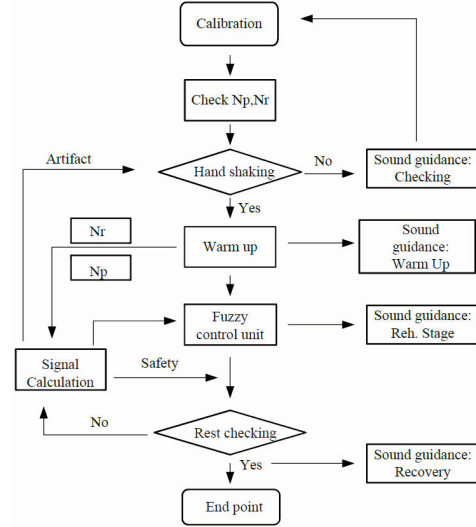 Calibration
Check Np,Nr
Artifact
Hand shaking
No
Sound guidance:
Checking
Yes
Nr
Warm up
Sound
guidance:
Warm Up
Np
Fuzzy
control unit
Sound guidance:
Reh. Stage
Signal
Calculation
Safety
No
Rest checking
Yes
Sound guidance:
Recovery
End point